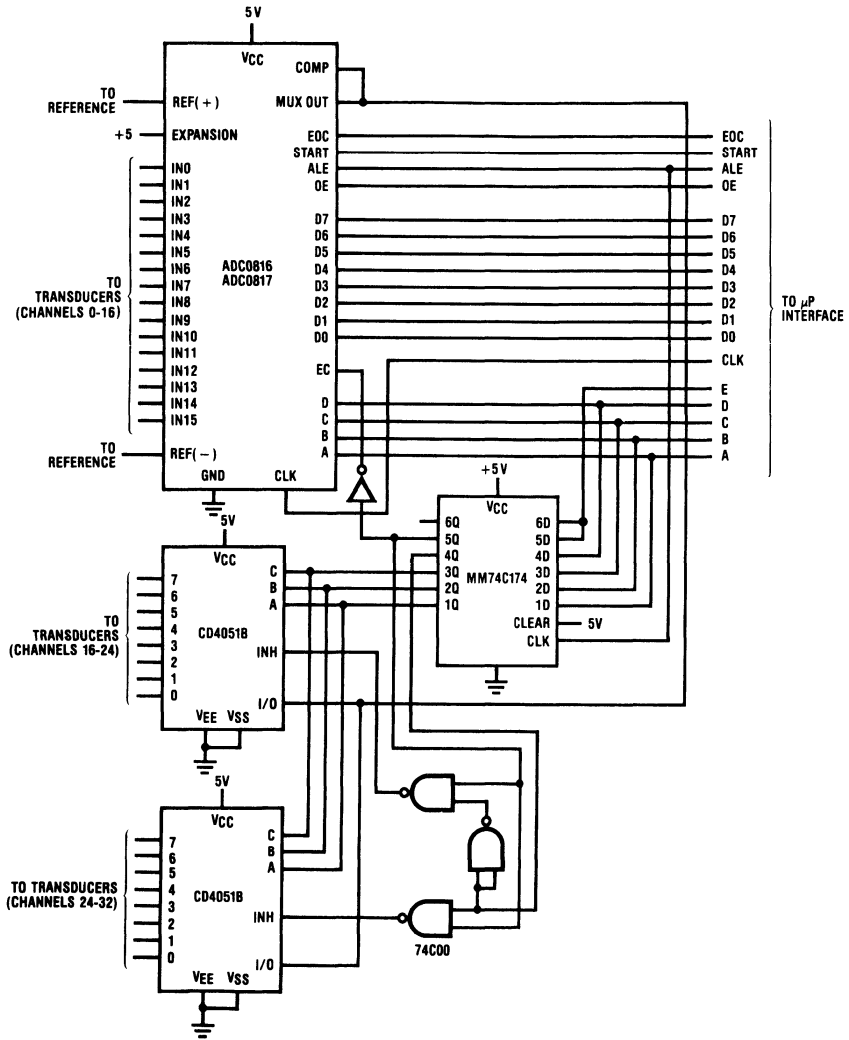 5V
VCC
COMP
TO
REFERENCE
REF(+)
MUX OUT
+5
EXPANSION
EOC
START
ALE
OE
EOC
START
ALE
OE
IN0
IN1
IN2
IN3
IN4
IN5
IN6
IN7
IN8
IN9
IN10
IN11
IN12
IN13
IN14
IN15
TO
TRANSDUCERS
(CHANNELS 0-16)
ADC0816
ADC0817
D7
D6
D5
D4
D3
D2
D1
D0
D7
D6
D5
D4
D3
D2
D1
D0
TO μP
INTERFACE
CLK
EC
D
C
B
A
E
D
C
B
A
TO
REFERENCE
REF(−)
GND
CLK
+5V
VCC
6Q
5Q
4Q
3Q
2Q
1Q
MM74C174
6D
5D
4D
3D
2D
1D
CLEAR
5V
CLK
5V
VCC
7
6
5
4
3
2
1
0
TO
TRANSDUCERS
(CHANNELS 16-24)
CD4051B
C
B
A
INH
I/O
VEE
VSS
5V
VCC
7
6
5
4
3
2
1
0
TO TRANSDUCERS
(CHANNELS 24-32)
CD4051B
C
B
A
INH
I/O
VEE
VSS
74C00